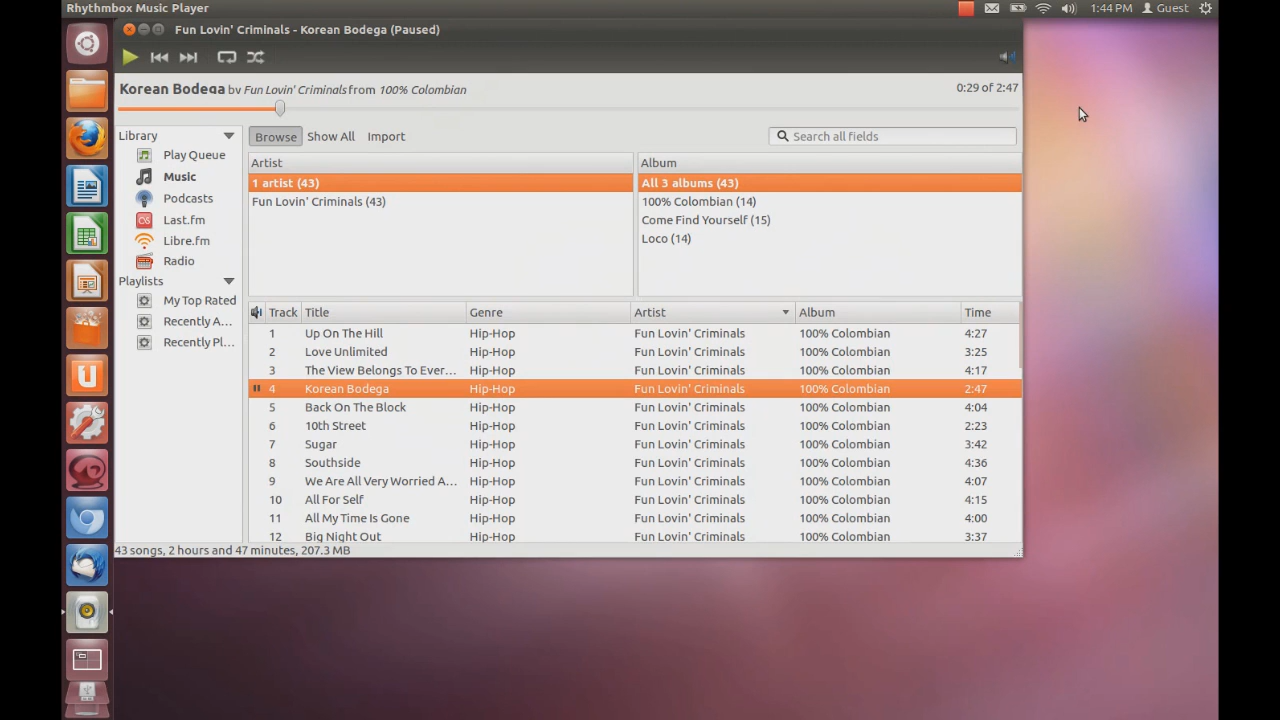 Rhythmbox Music Player
1:44 PM Guest
Fun Lovin' Criminals - Korean Bodega (Paused)
Korean Bodega by Fun Lovin' Criminals from 100% Colombian
0:29 of 2:47
Library
Browse Show All Import
Search all fields
Play Queue
Music
Podcasts
Last.fm
Libre.fm
Radio
Playlists
My Top Rated
Recently A...
Recently Pl...
Artist
1 artist (43)
Fun Lovin' Criminals (43)
Album
All 3 albums (43)
100% Colombian (14)
Come Find Yourself (15)
Loco (14)
Track Title Genre Artist Album Time
1 Up On The Hill Hip-Hop Fun Lovin' Criminals 100% Colombian 4:27
2 Love Unlimited Hip-Hop Fun Lovin' Criminals 100% Colombian 3:25
3 The View Belongs To Ever... Hip-Hop Fun Lovin' Criminals 100% Colombian 4:17
4 Korean Bodega Hip-Hop Fun Lovin' Criminals 100% Colombian 2:47
5 Back On The Block Hip-Hop Fun Lovin' Criminals 100% Colombian 4:04
6 10th Street Hip-Hop Fun Lovin' Criminals 100% Colombian 2:23
7 Sugar Hip-Hop Fun Lovin' Criminals 100% Colombian 3:42
8 Southside Hip-Hop Fun Lovin' Criminals 100% Colombian 4:36
9 We Are All Very Worried A... Hip-Hop Fun Lovin' Criminals 100% Colombian 4:07
10 All For Self Hip-Hop Fun Lovin' Criminals 100% Colombian 4:15
11 All My Time Is Gone Hip-Hop Fun Lovin' Criminals 100% Colombian 4:00
12 Big Night Out Hip-Hop Fun Lovin' Criminals 100% Colombian 3:37
43 songs, 2 hours and 47 minutes, 207.3 MB